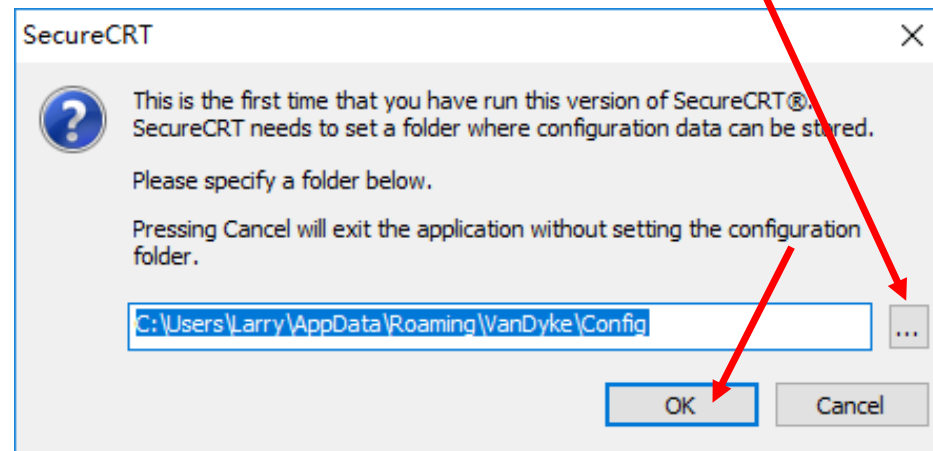 SecureCRT
This is the first time that you have run this version of SecureCRT®.
SecureCRT needs to set a folder where configuration data can be stored.
Please specify a folder below.
Pressing Cancel will exit the application without setting the configuration
folder.
C:\Users\Larry\AppData\Roaming\VanDyke\Config
...
OK
Cancel